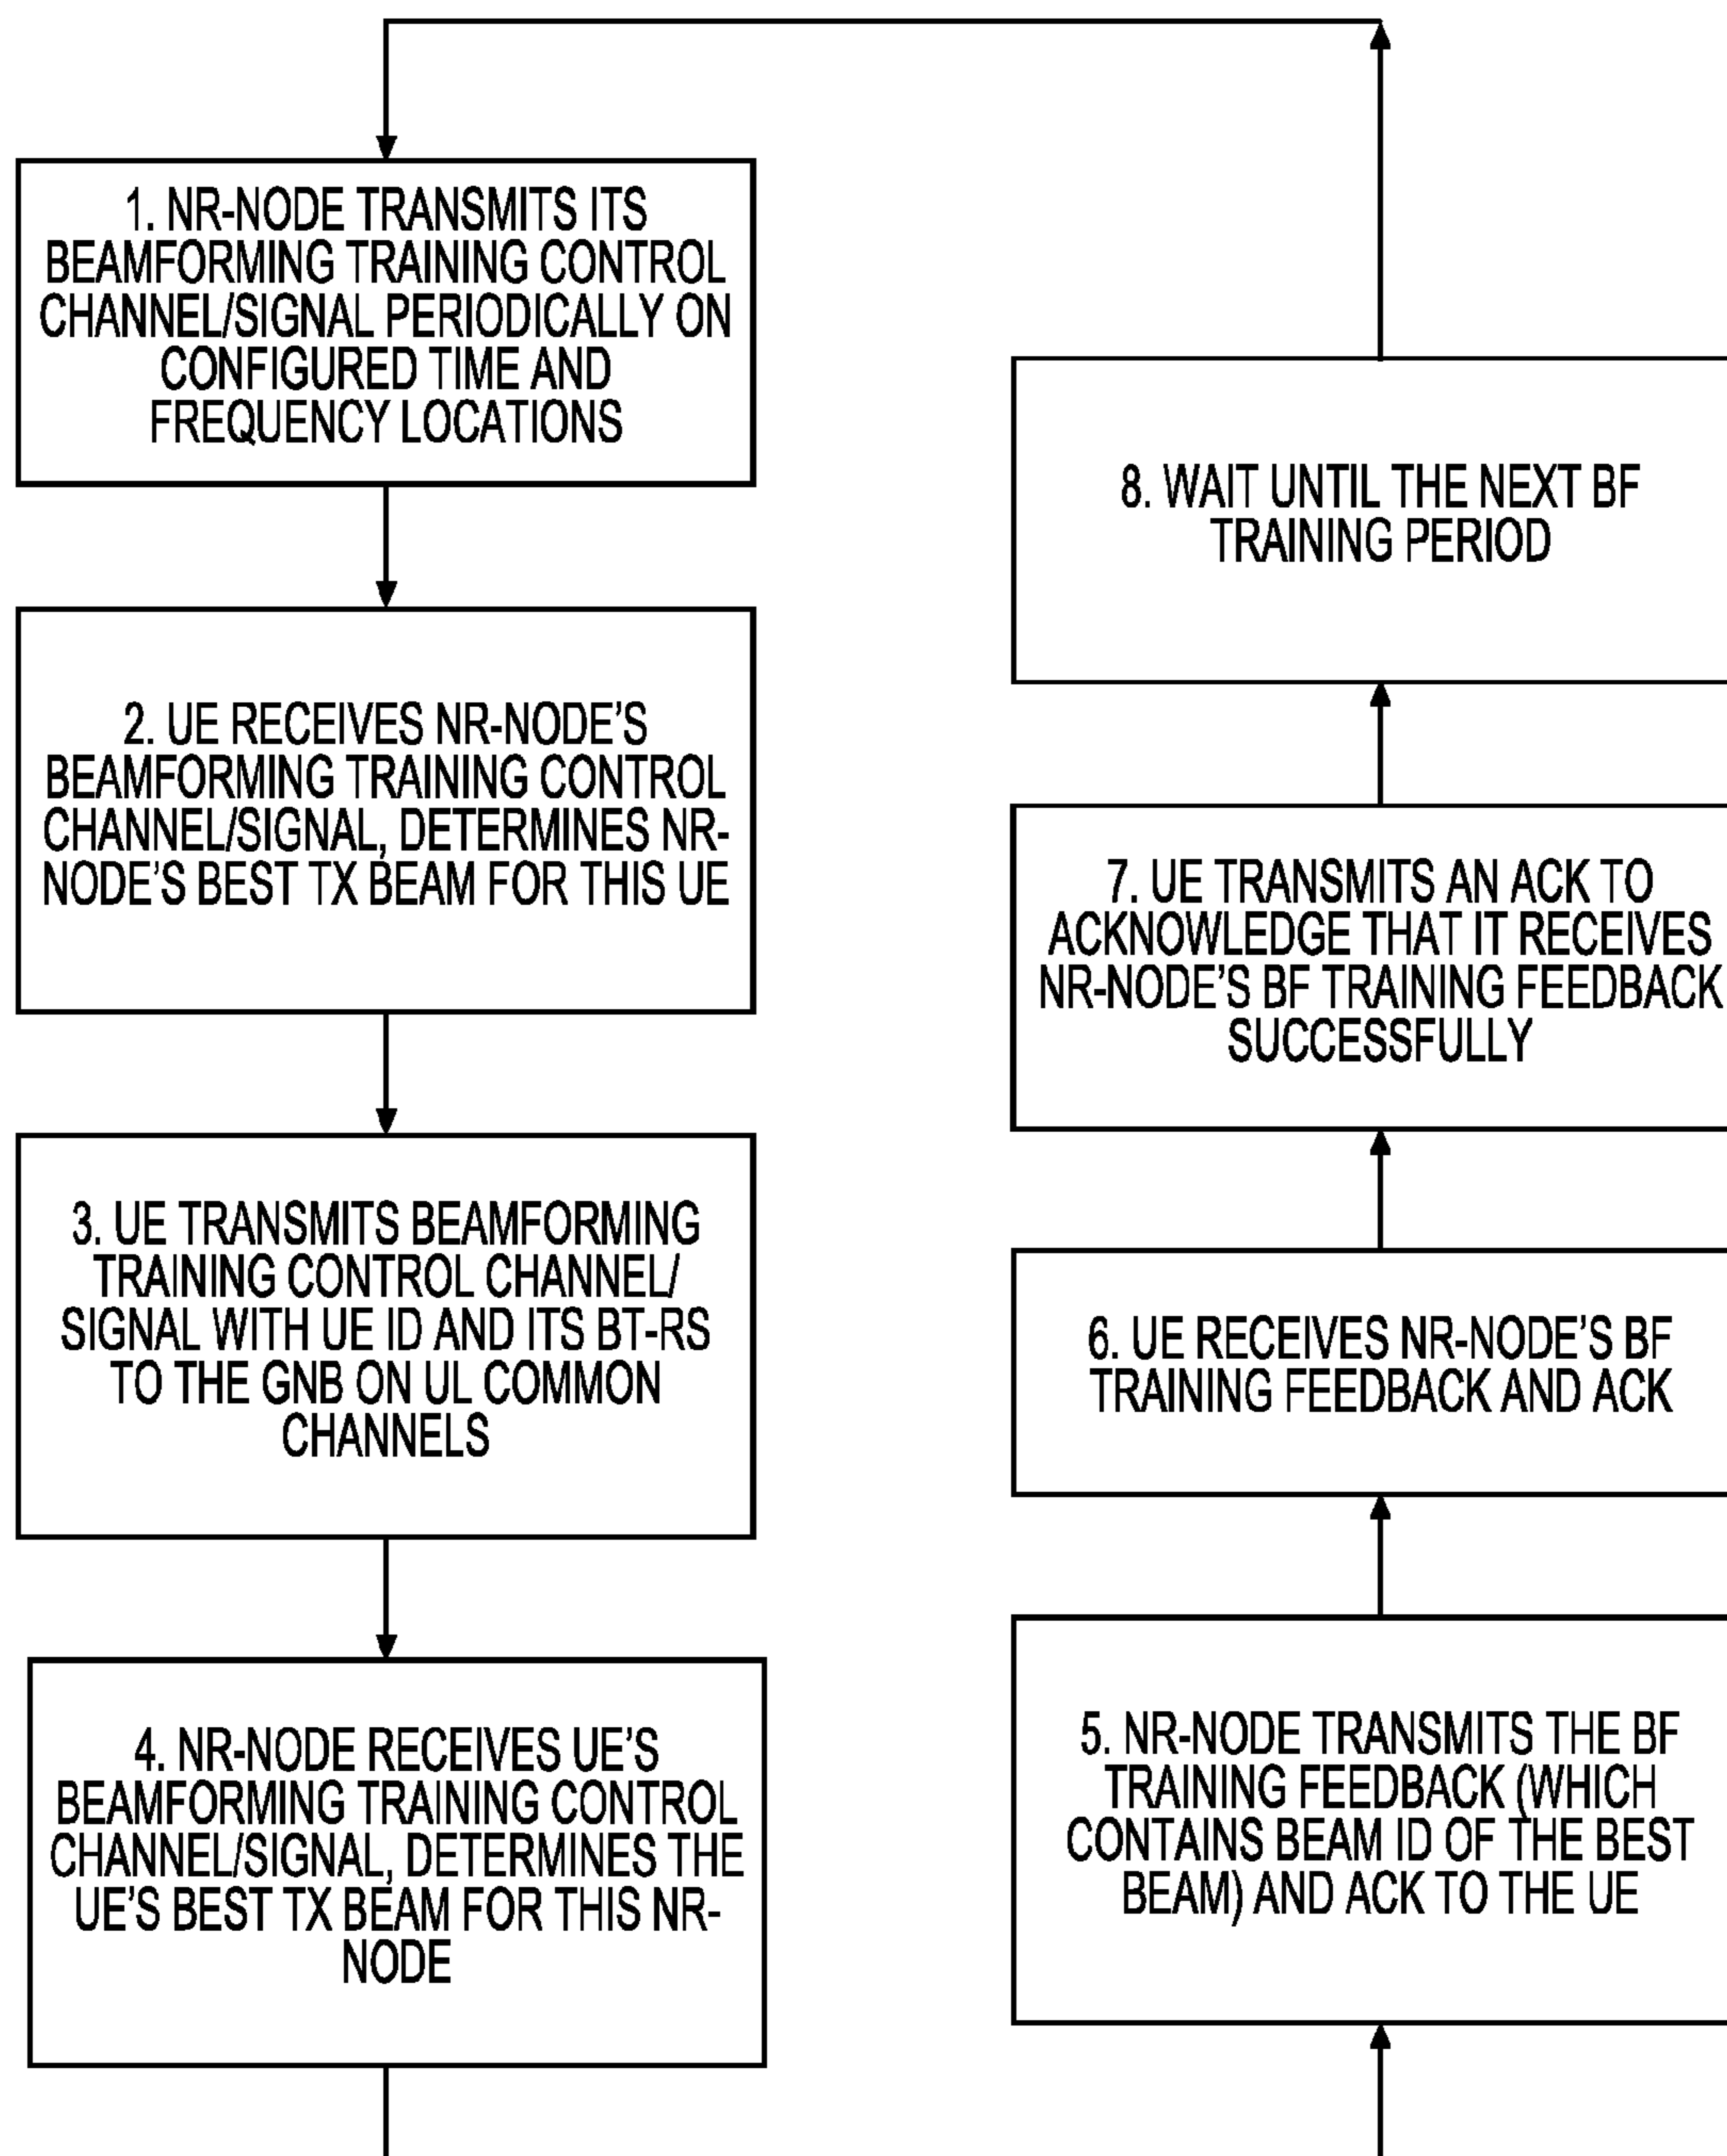 1. NR-NODE TRANSMITS ITS
BEAMFORMING TRAINING CONTROL
CHANNEL/SIGNAL PERIODICALLY ON
CONFIGURED TIME AND
FREQUENCY LOCATIONS
2. UE RECEIVES NR-NODE'S
BEAMFORMING TRAINING CONTROL
CHANNEL/SIGNAL, DETERMINES NR-
NODE'S BEST TX BEAM FOR THIS UE
3. UE TRANSMITS BEAMFORMING
TRAINING CONTROL CHANNEL/
SIGNAL WITH UE ID AND ITS BT-RS
TO THE GNB ON UL COMMON
CHANNELS
4. NR-NODE RECEIVES UE'S
BEAMFORMING TRAINING CONTROL
CHANNEL/SIGNAL, DETERMINES THE
UE'S BEST TX BEAM FOR THIS NR-
NODE
5. NR-NODE TRANSMITS THE BF
TRAINING FEEDBACK (WHICH
CONTAINS BEAM ID OF THE BEST
BEAM) AND ACK TO THE UE
6. UE RECEIVES NR-NODE'S BF
TRAINING FEEDBACK AND ACK
7. UE TRANSMITS AN ACK TO
ACKNOWLEDGE THAT IT RECEIVES
NR-NODE'S BF TRAINING FEEDBACK
SUCCESSFULLY
8. WAIT UNTIL THE NEXT BF
TRAINING PERIOD